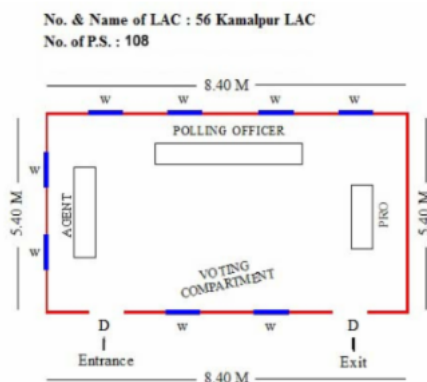 No. & Name of LAC : 56 Kamalpur LAC
No. of P.S. : 108
8.40 M
W W W W
POLLING OFFICER
W
AGENT
5.40 M
PRO
5.40 M
W
VOTING
COMPARTMENT
D W W D
Entrance
Exit
8.40 M